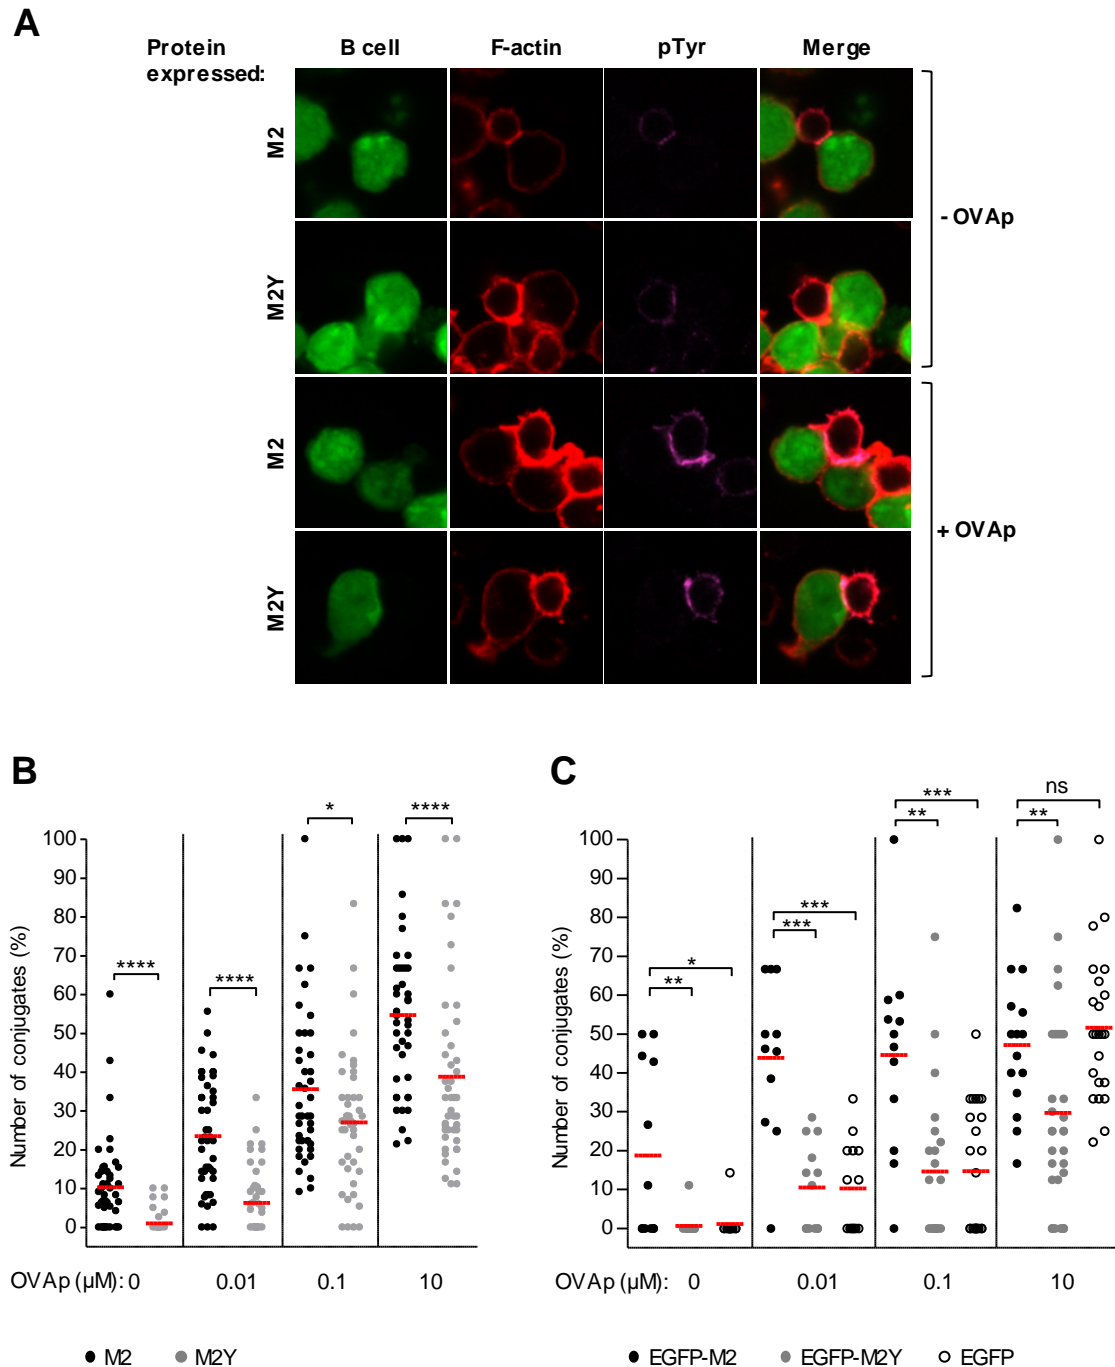 A
Protein expressed:
B cell
F-actin
pTyr
Merge
M2
M2Y
- OVAp
M2
M2Y
+ OVAp
B
Number of conjugates (%)
100
90
80
70
60
50
40
30
20
10
0
****
****
*
****
OVAp (µM): 0 0.01 0.1 10
M2 M2Y
C
Number of conjugates (%)
100
90
80
70
60
50
40
30
20
10
0
*
**
***
***
***
**
ns
**
OVAp (µM): 0 0.01 0.1 10
EGFP-M2 EGFP-M2Y EGFP